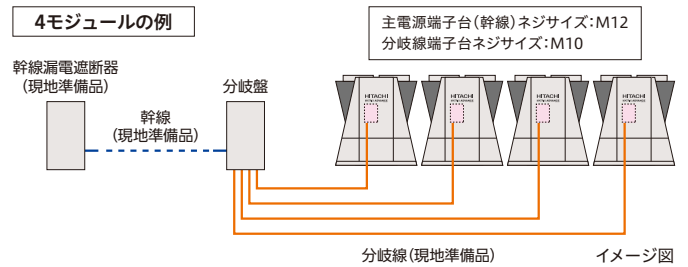 4モジュールの例
主電源端子台(幹線)ネジサイズ:M12
分岐線端子台ネジサイズ:M10
幹線漏電遮断器
(現地準備品)
幹線
(現地準備品)
分岐盤
HITACHI
HITACHI
HITACHI
HITACHI
分岐線(現地準備品)
イメージ図